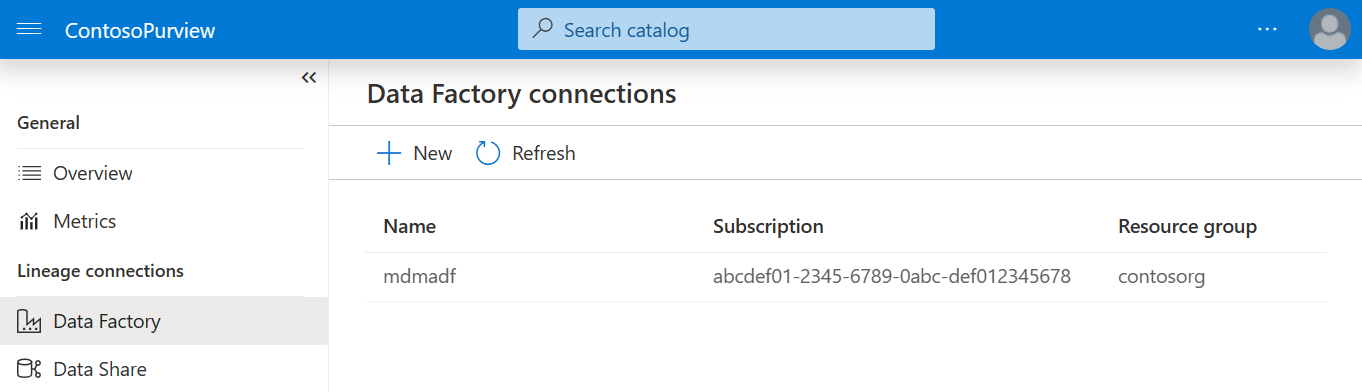 ContosoPurview
Search catalog
General
Overview
Metrics
Lineage connections
Data Factory
Data Share
Data Factory connections
New Refresh
Name Subscription Resource group
mdmadf abcdef01-2345-6789-0abc-def012345678 contosorg